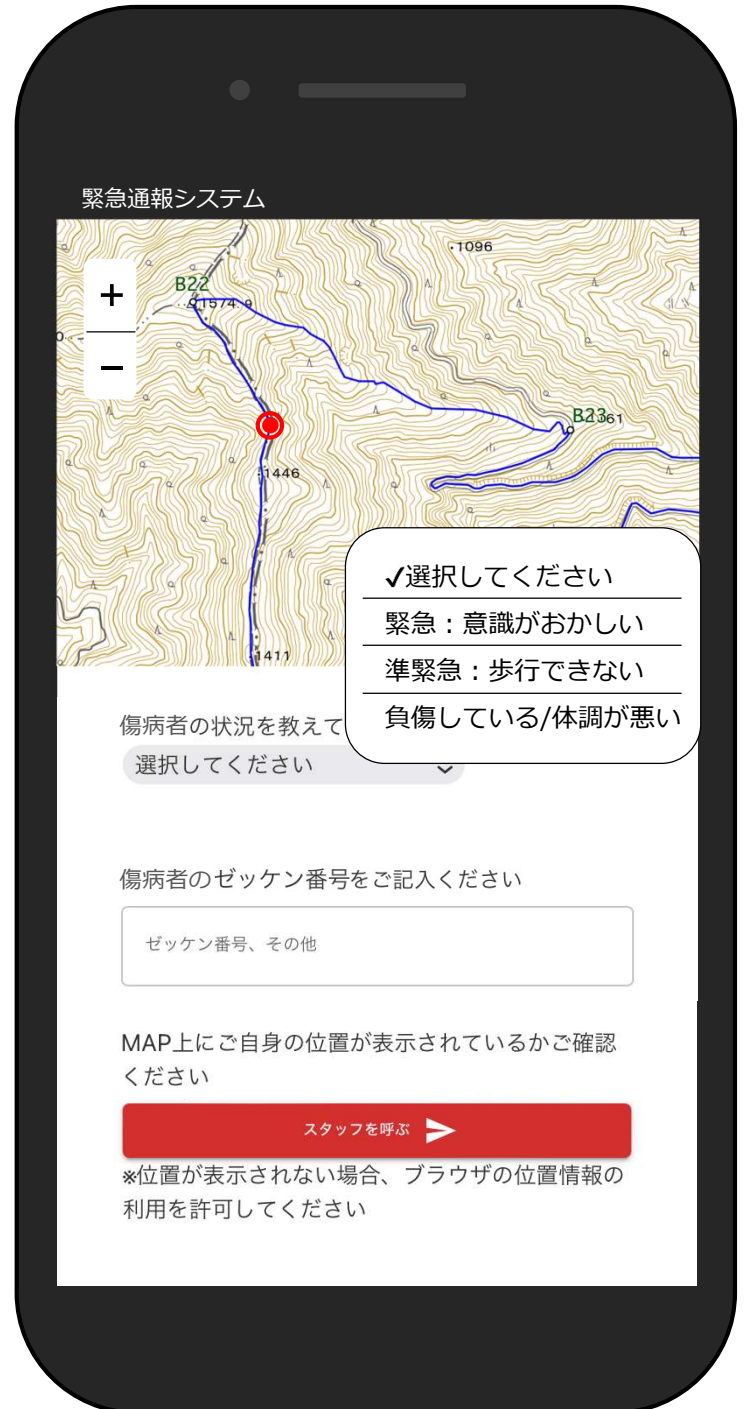 緊急通報システム
・1096
B22
1574.9
B23
61
・1446
・1411
✓選択してください
緊急：意識がおかしい
準緊急：歩行できない
負傷している/体調が悪い
傷病者の状況を教えて
選択してください
傷病者のゼッケン番号をご記入ください
ゼッケン番号、その他
MAP上にご自身の位置が表示されているかご確認
ください
スタッフを呼ぶ
※位置が表示されない場合、ブラウザの位置情報の
利用を許可してください